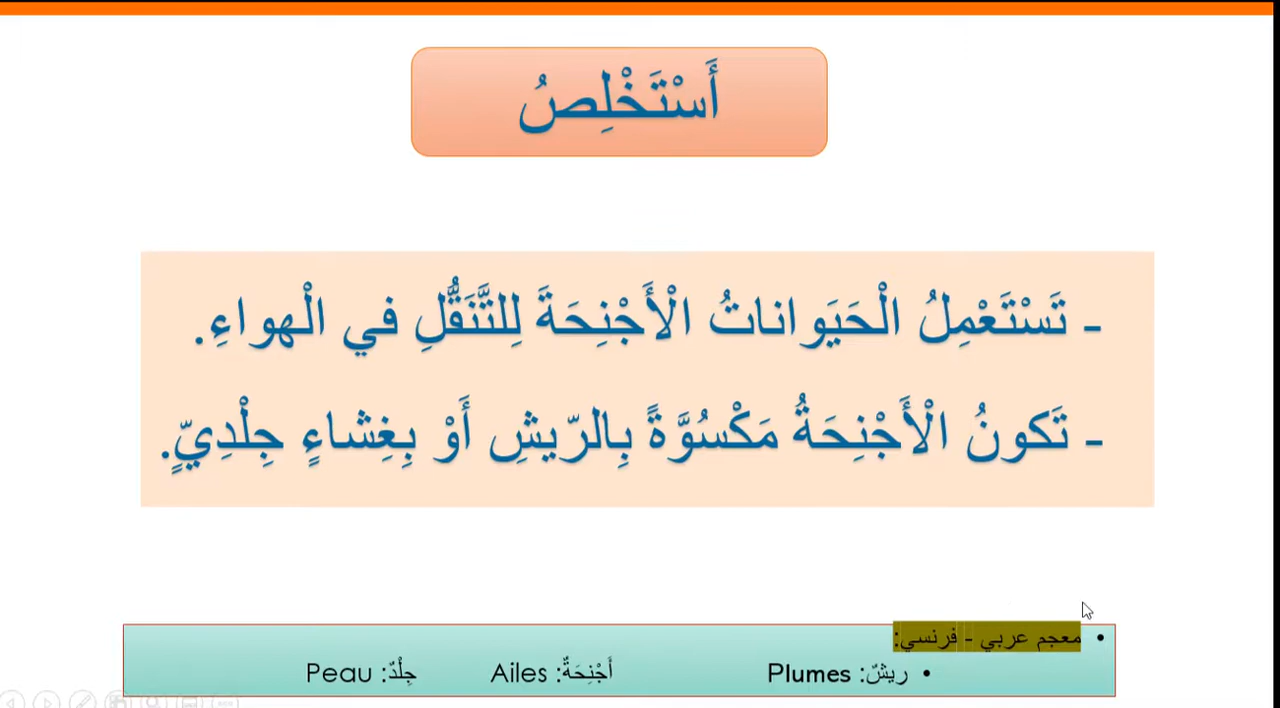 أَسْتَخْلِصُ
- تَسْتَعْمِلُ الْحَيَواناتُ الْأَجْنِحَةَ لِلتَّنَقُّلِ في الْهواءِ.
- تَكونُ الْأَجْنِحَةُ مَكْسُوَّةً بِالرّيشِ أَوْ بِغِشاءٍ جِلْدِيٍّ.
• معجم عربي - فرنسي:
• ريشٌ: Plumes أَجْنِحَةٌ: Ailes جِلْدٌ: Peau